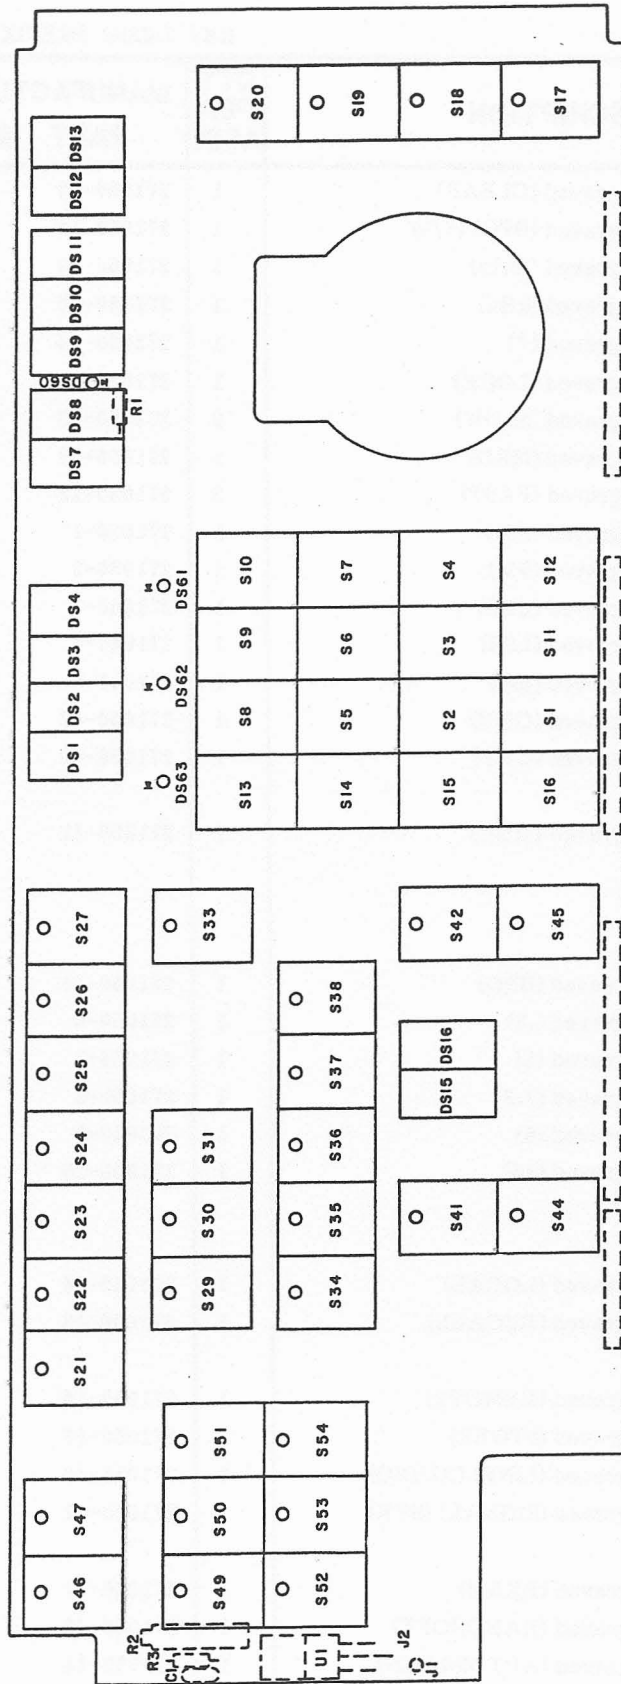 S46 S47 S21 S22 S23 S24 S25 S26 S27 DS1 DS2 DS3 DS4 DS7 DS8 DS60 DS9 DS10 DS11 DS12 DS13
R1
R2
R3
C1
S49 S50 S51 S29 S30 S31 S33
DS63 DS62 DS61
S13 S8 S9 S10 S20
S52 S53 S54 S34 S35 S36 S37 S38 S14 S5 S6 S7 S19
U1
J2
J1
S41 DS15 DS16 S42 S15 S2 S3 S4 S18
S44 S45 S16 S1 S11 S12 S17